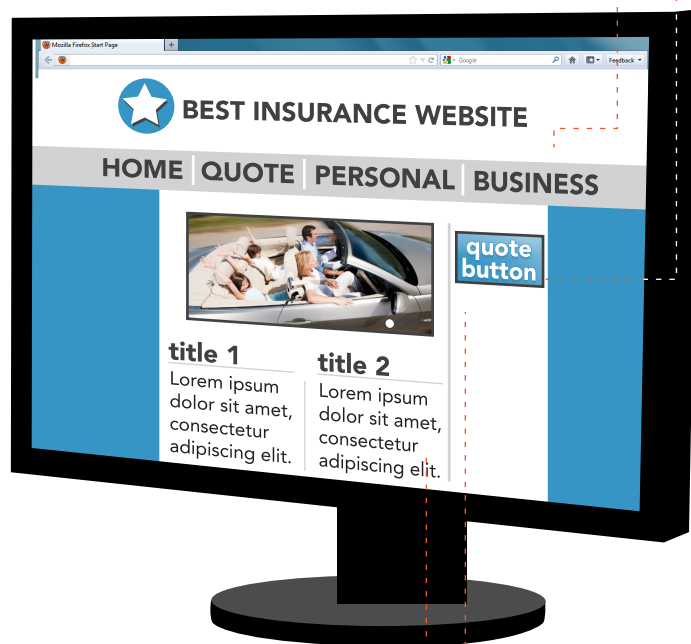 Mozilla Firefox Start Page
Google
Feedback
BEST INSURANCE WEBSITE
HOME QUOTE PERSONAL BUSINESS
quote
button
title 1
Lorem ipsum
dolor sit amet,
consectetur
adipiscing elit.
title 2
Lorem ipsum
dolor sit amet,
consectetur
adipiscing elit.